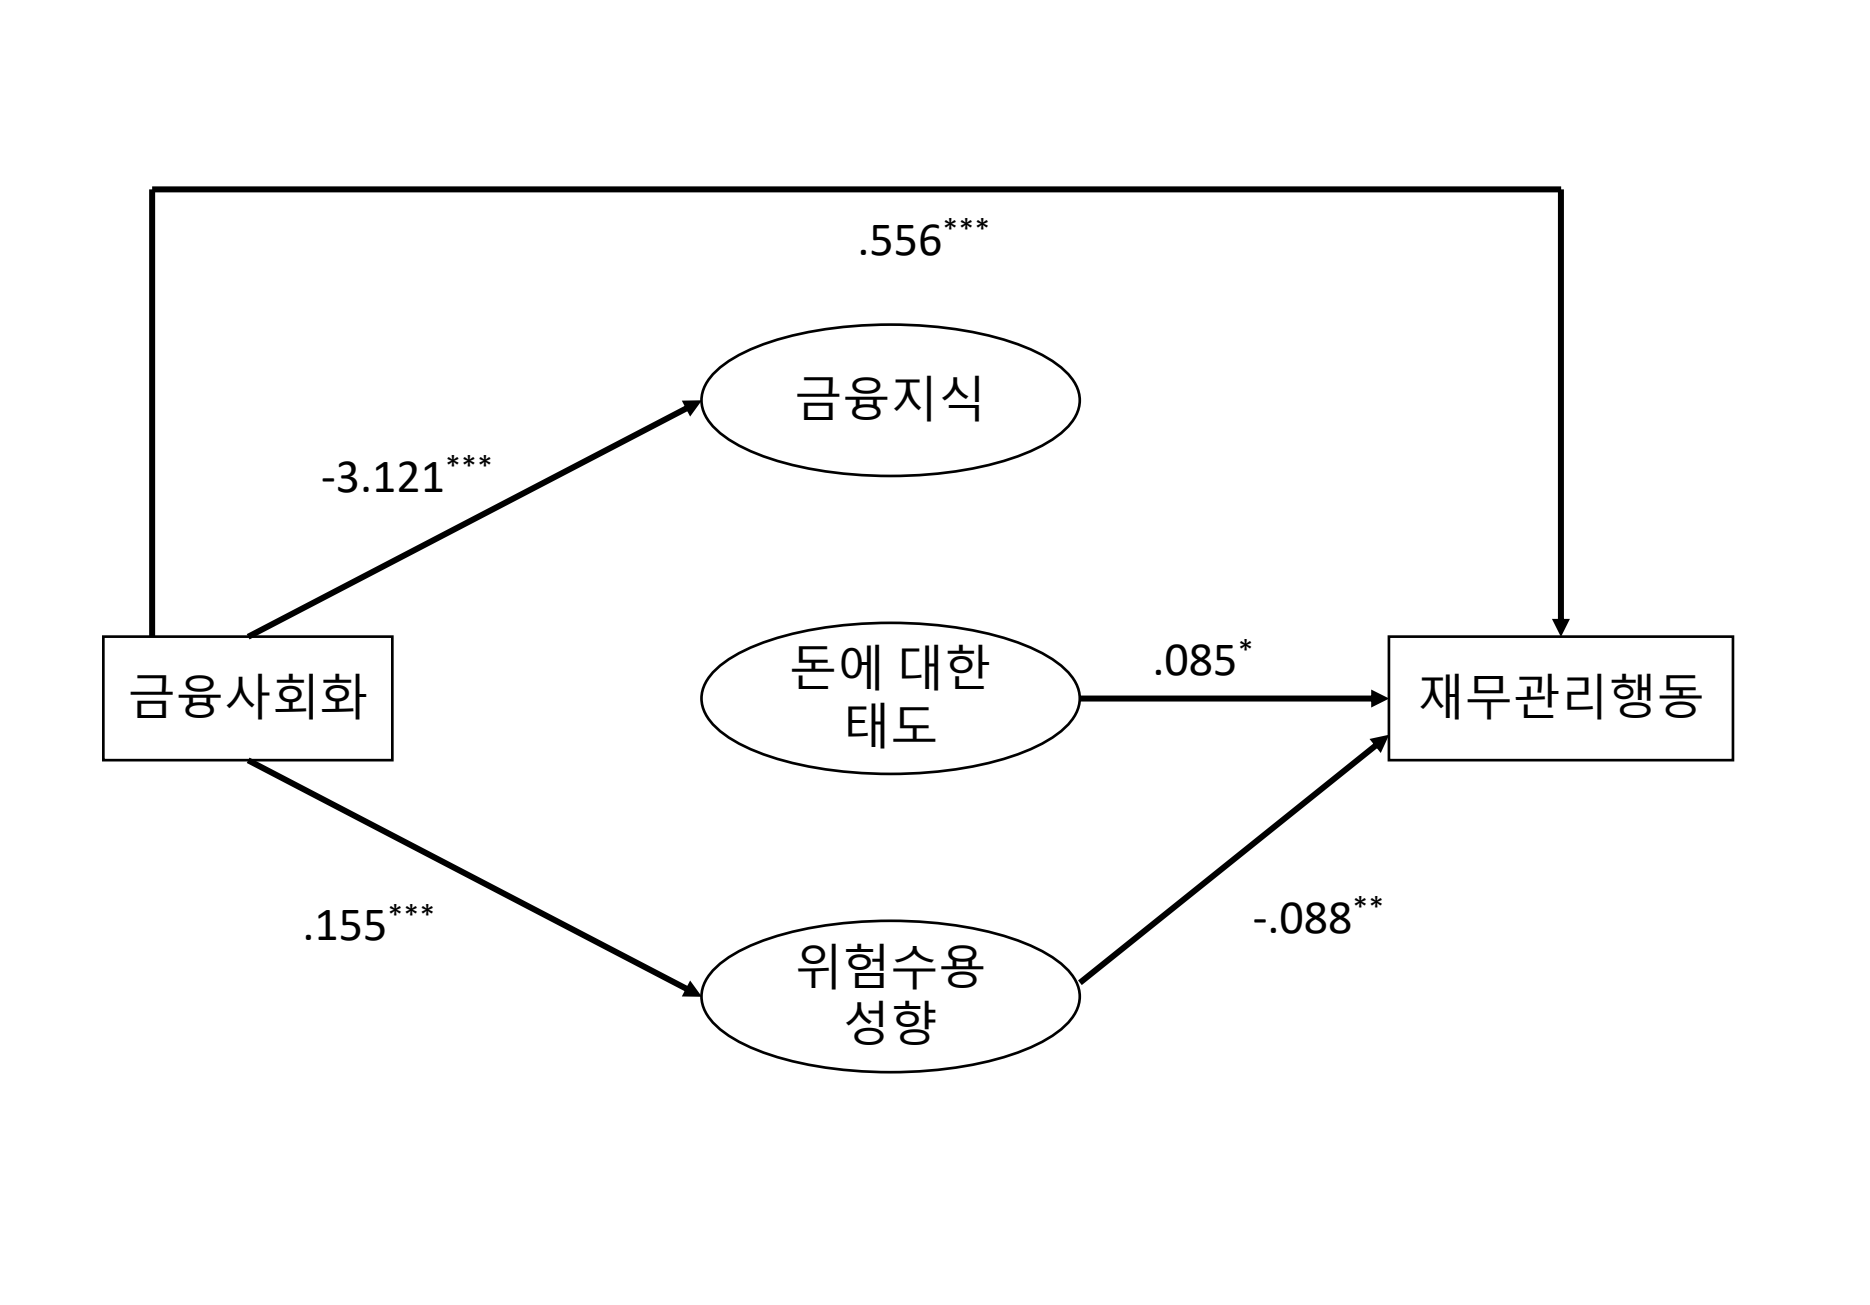 .556***
금융지식
-3.121***
금융사회화
돈에 대한
태도
.085*
재무관리행동
.155***
위험수용
성향
-.088**